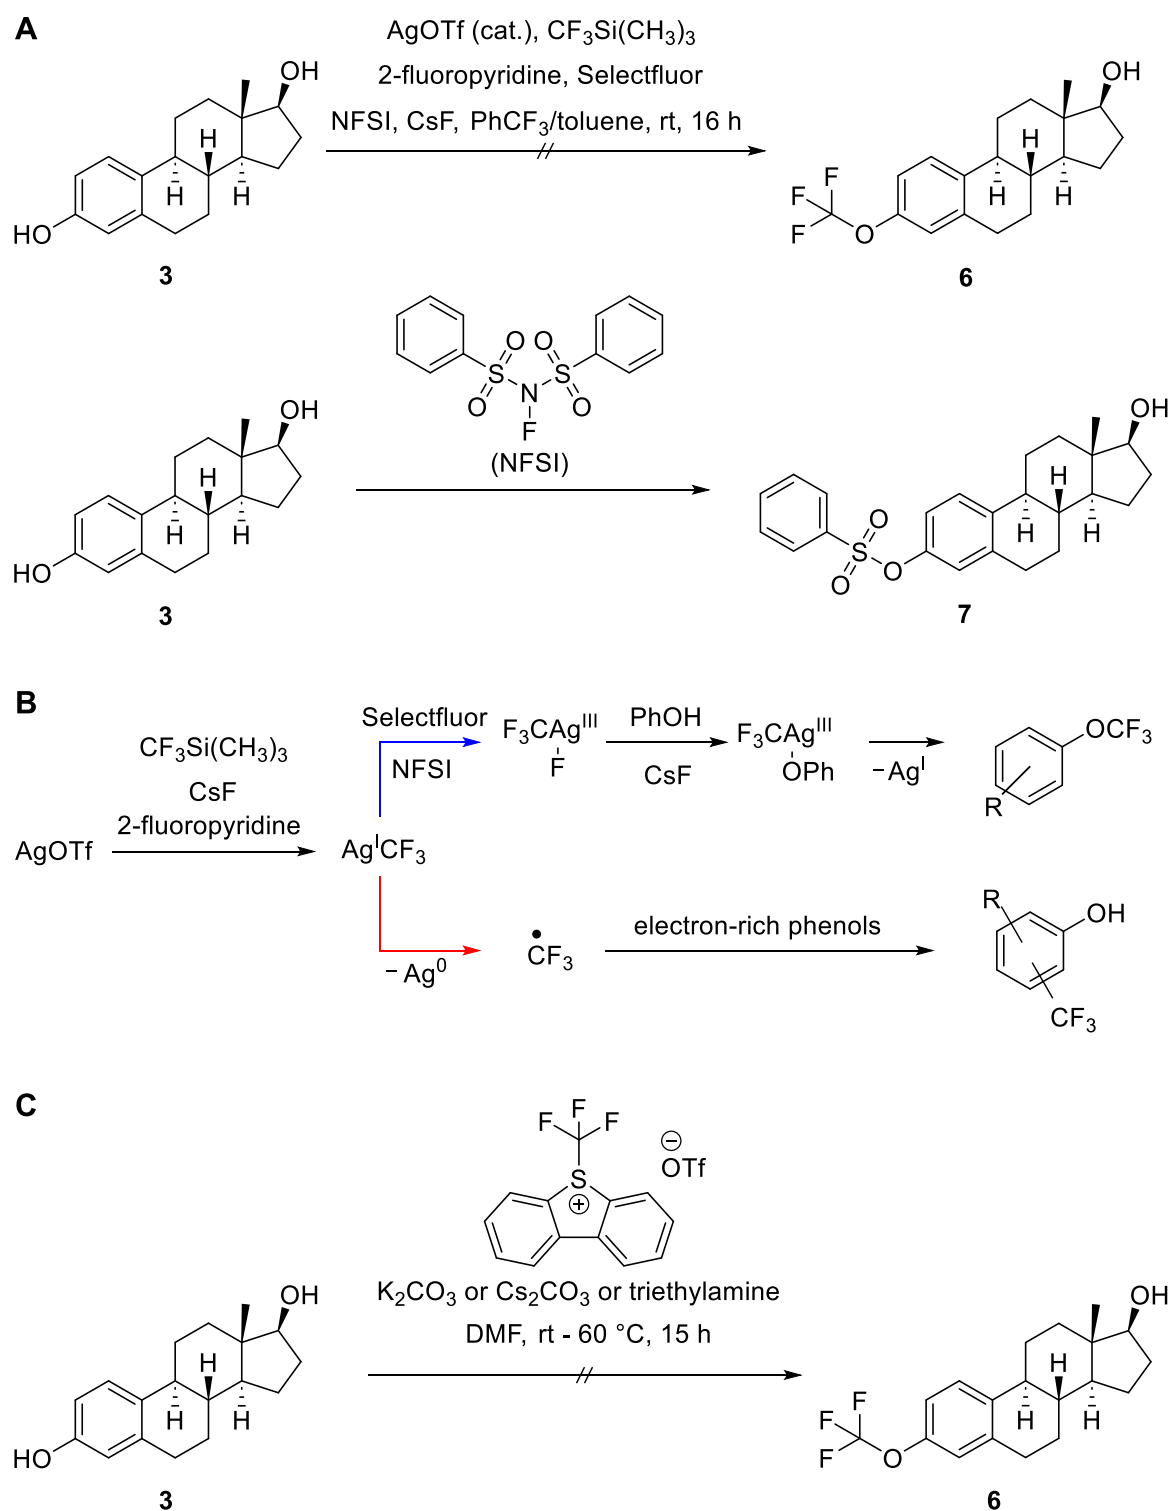 A
AgOTf (cat.), CF₃Si(CH₃)₃
2-fluoropyridine, Selectfluor
NFSI, CsF, PhCF₃/toluene, rt, 16 h
OH
H
H
H
HO
3
OH
H
H
H
F
F
F
O
6
O
O
S
S
N
O
O
F
(NFSI)
OH
H
H
H
HO
3
OH
H
H
H
O
S
O
O
7
B
CF₃Si(CH₃)₃
CsF
2-fluoropyridine
AgOTf
AgᴵCF₃
Selectfluor
NFSI
F₃CAgᴵᴵᴵ
F
PhOH
CsF
F₃CAgᴵᴵᴵ
OPh
−Agᴵ
OCF₃
R
− Ag⁰
•
CF₃
electron-rich phenols
R
OH
CF₃
C
F
F
F
S
+
−
OTf
K₂CO₃ or Cs₂CO₃ or triethylamine
DMF, rt - 60 °C, 15 h
OH
H
H
H
HO
3
OH
H
H
H
F
F
F
O
6